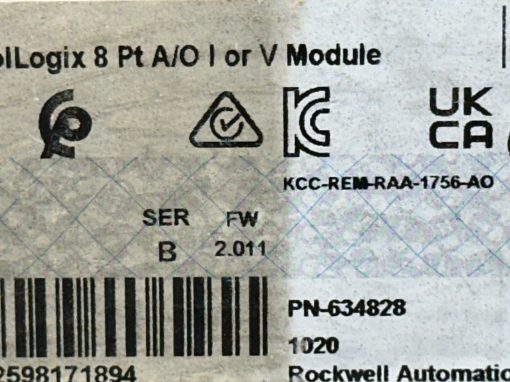 olLogix 8 Pt A/O I or V Module
UK
CA
KCC-REM-RAA-1756-AO
SER FW
B 2.011
PN-634828
1020
2598171894 Rockwell Automatio